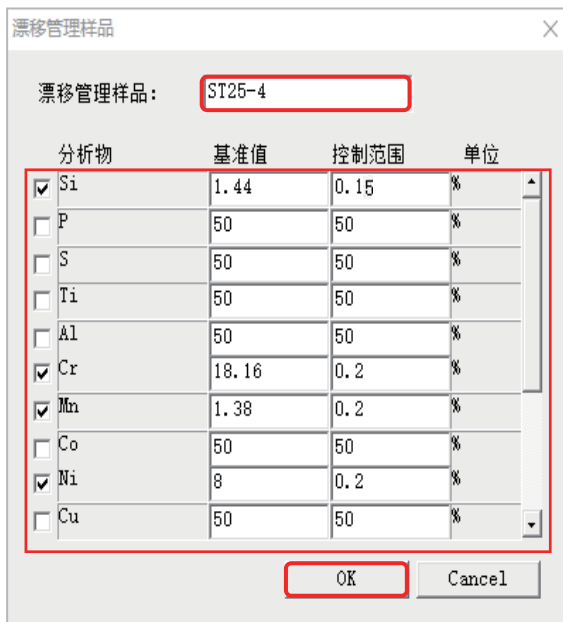 漂移管理样品
漂移管理样品: ST25-4
分析物 基准值 控制范围 单位
Si 1.44 0.15 %
P 50 50 %
S 50 50 %
Ti 50 50 %
Al 50 50 %
Cr 18.16 0.2 %
Mn 1.38 0.2 %
Co 50 50 %
Ni 8 0.2 %
Cu 50 50 %
OK Cancel